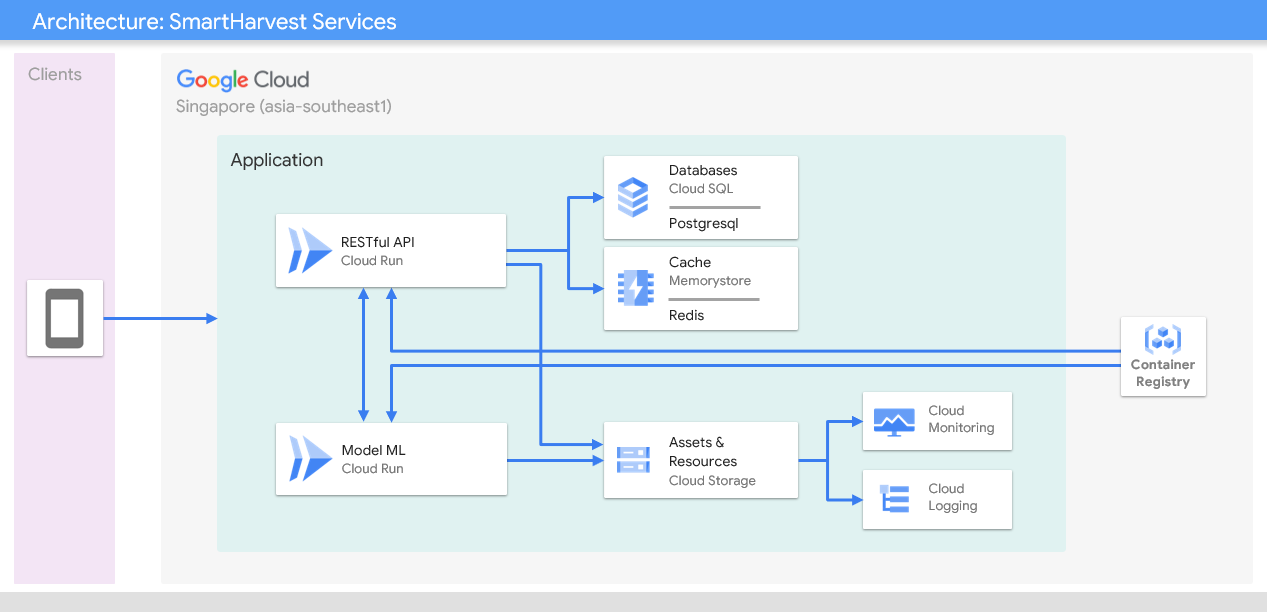 Architecture: SmartHarvest Services
Clients
Google Cloud
Singapore (asia-southeast1)
Application
RESTful API
Cloud Run
Databases
Cloud SQL
Postgresql
Cache
Memorystore
Redis
Container
Registry
Model ML
Cloud Run
Assets &
Resources
Cloud Storage
Cloud
Monitoring
Cloud
Logging